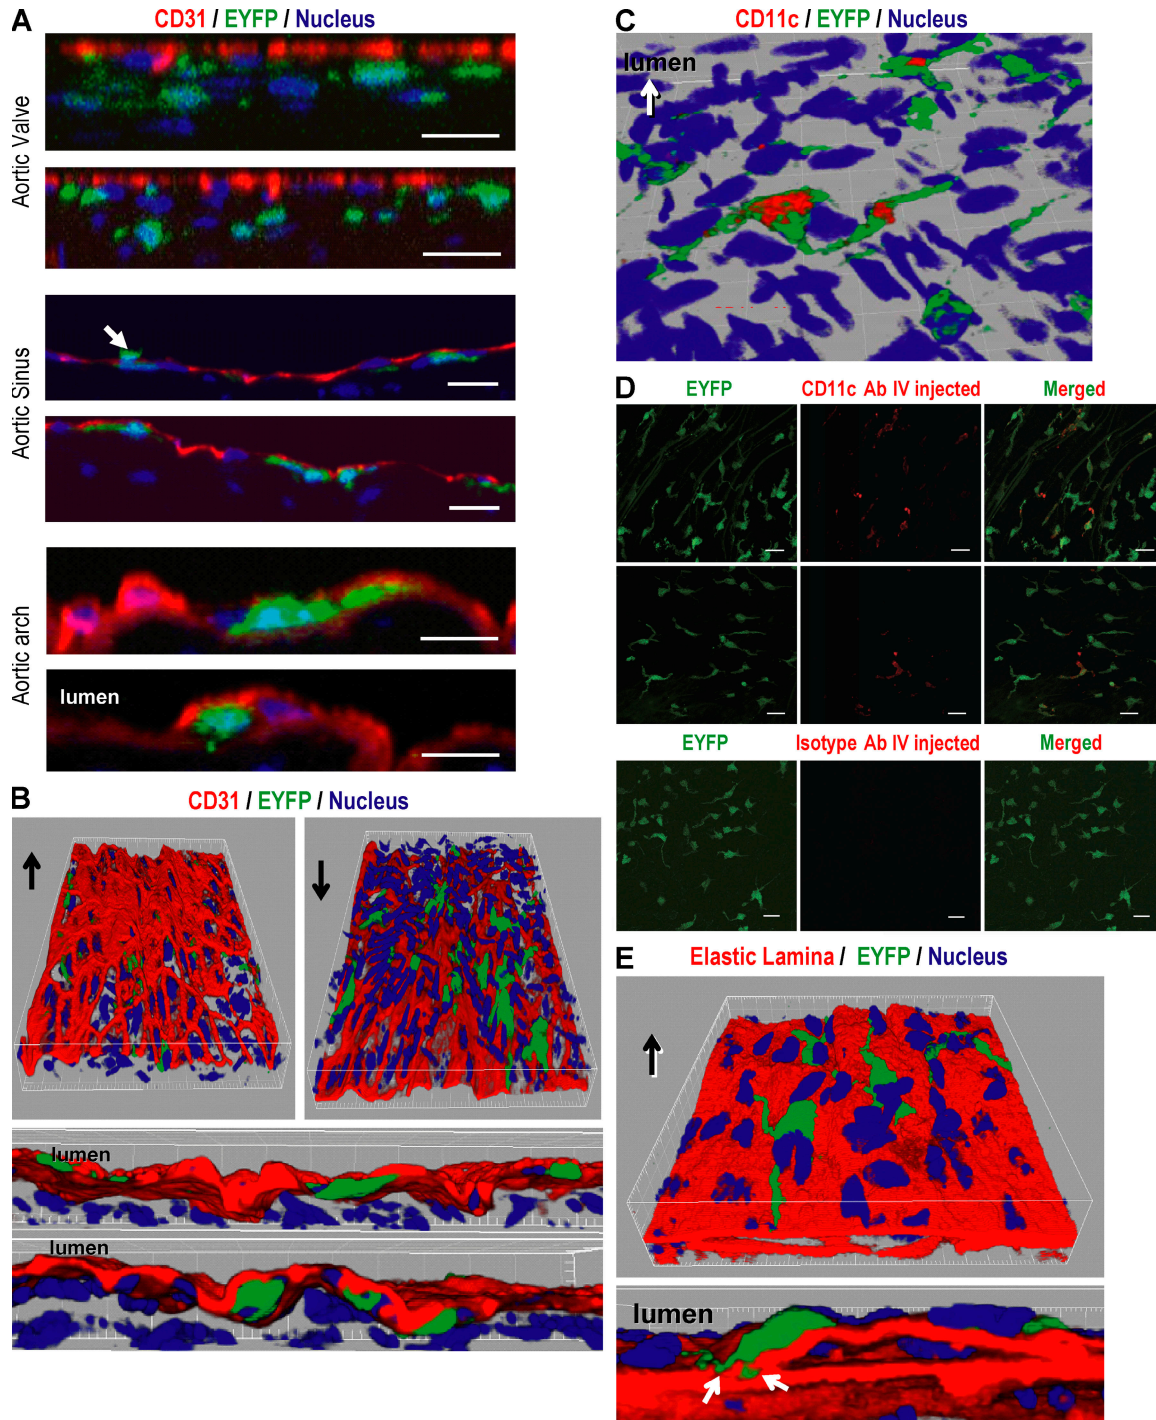 A
CD31 / EYFP / Nucleus
Aortic Valve
Aortic Sinus
Aortic arch
lumen
B
CD31 / EYFP / Nucleus
lumen
lumen
C
CD11c / EYFP / Nucleus
lumen
D
EYFP CD11c Ab IV injected Merged
EYFP Isotype Ab IV injected Merged
E
Elastic Lamina / EYFP / Nucleus
lumen